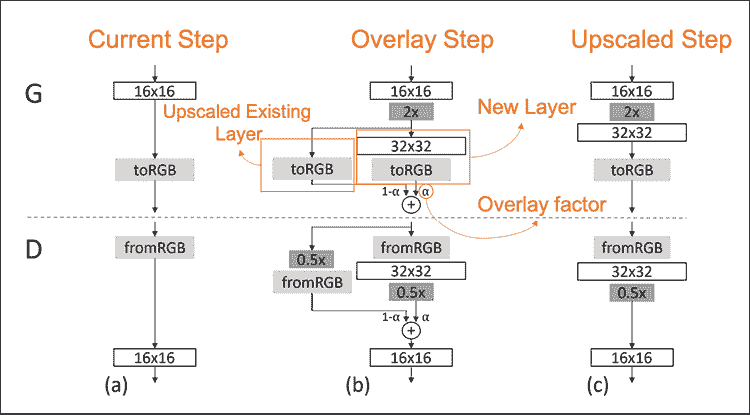 Current Step
Overlay Step
Upscaled Step
G
16x16
toRGB
Upscaled Existing
Layer
16x16
2x
32x32
toRGB
toRGB
1-α
α
+
New Layer
Overlay factor
16x16
2x
32x32
toRGB
D
fromRGB
16x16
(a)
0.5x
fromRGB
fromRGB
32x32
0.5x
1-α
α
+
16x16
(b)
fromRGB
32x32
0.5x
16x16
(c)